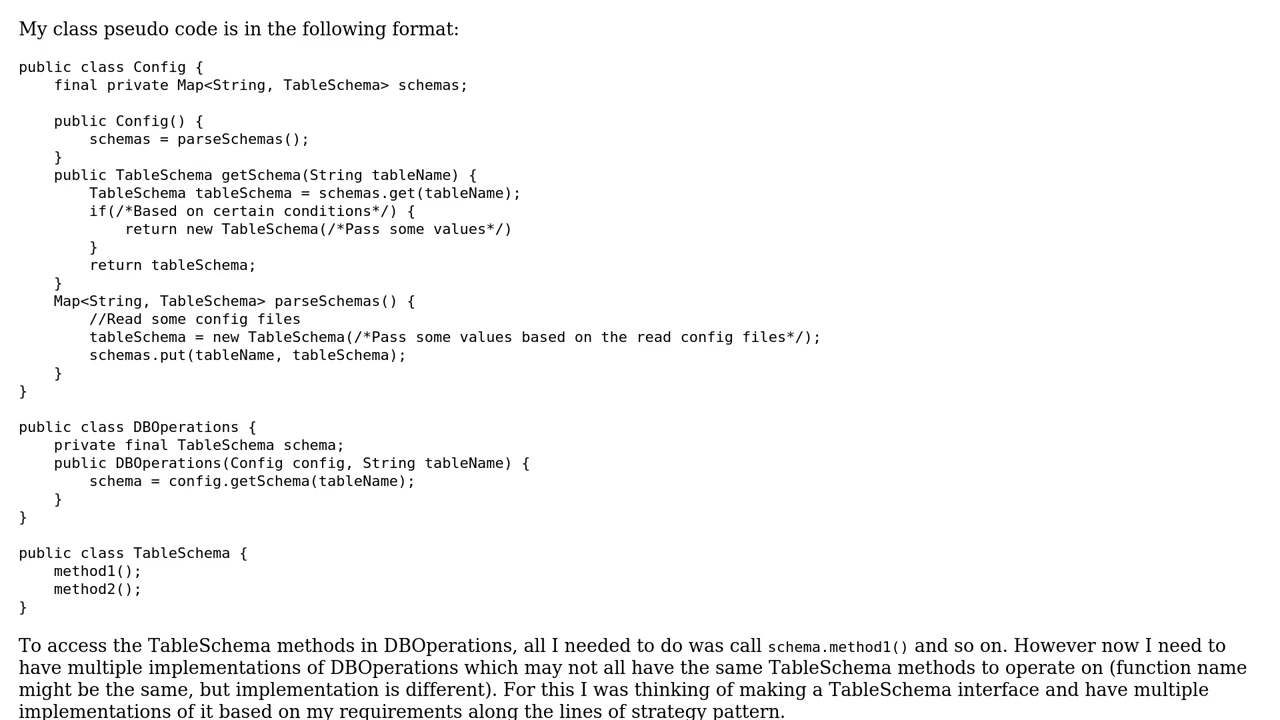 My class pseudo code is in the following format:
public class Config {
    final private Map<String, TableSchema> schemas;

    public Config() {
        schemas = parseSchemas();
    }
    public TableSchema getSchema(String tableName) {
        TableSchema tableSchema = schemas.get(tableName);
        if(/*Based on certain conditions*/) {
            return new TableSchema(/*Pass some values*/)
        }
        return tableSchema;
    }
    Map<String, TableSchema> parseSchemas() {
        //Read some config files
        tableSchema = new TableSchema(/*Pass some values based on the read config files*/);
        schemas.put(tableName, tableSchema);
    }
}

public class DBOperations {
    private final TableSchema schema;
    public DBOperations(Config config, String tableName) {
        schema = config.getSchema(tableName);
    }
}

public class TableSchema {
    method1();
    method2();
}
To access the TableSchema methods in DBOperations, all I needed to do was call schema.method1() and so on. However now I need to
have multiple implementations of DBOperations which may not all have the same TableSchema methods to operate on (function name
might be the same, but implementation is different). For this I was thinking of making a TableSchema interface and have multiple
implementations of it based on my requirements along the lines of strategy pattern.